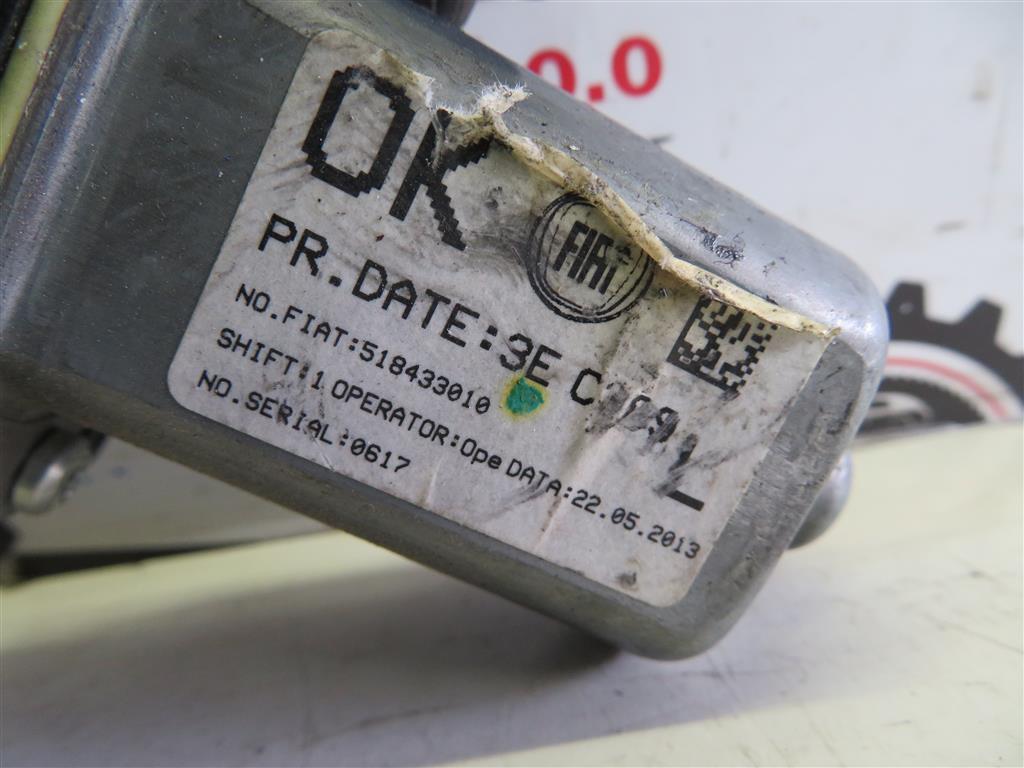 0.0
OK
FIAT
PR.DATE:3E C
NO.FIAT:518433010
SHIFT:1 OPERATOR:Ope DATA:22.05.2013
NO.SERIAL:0617